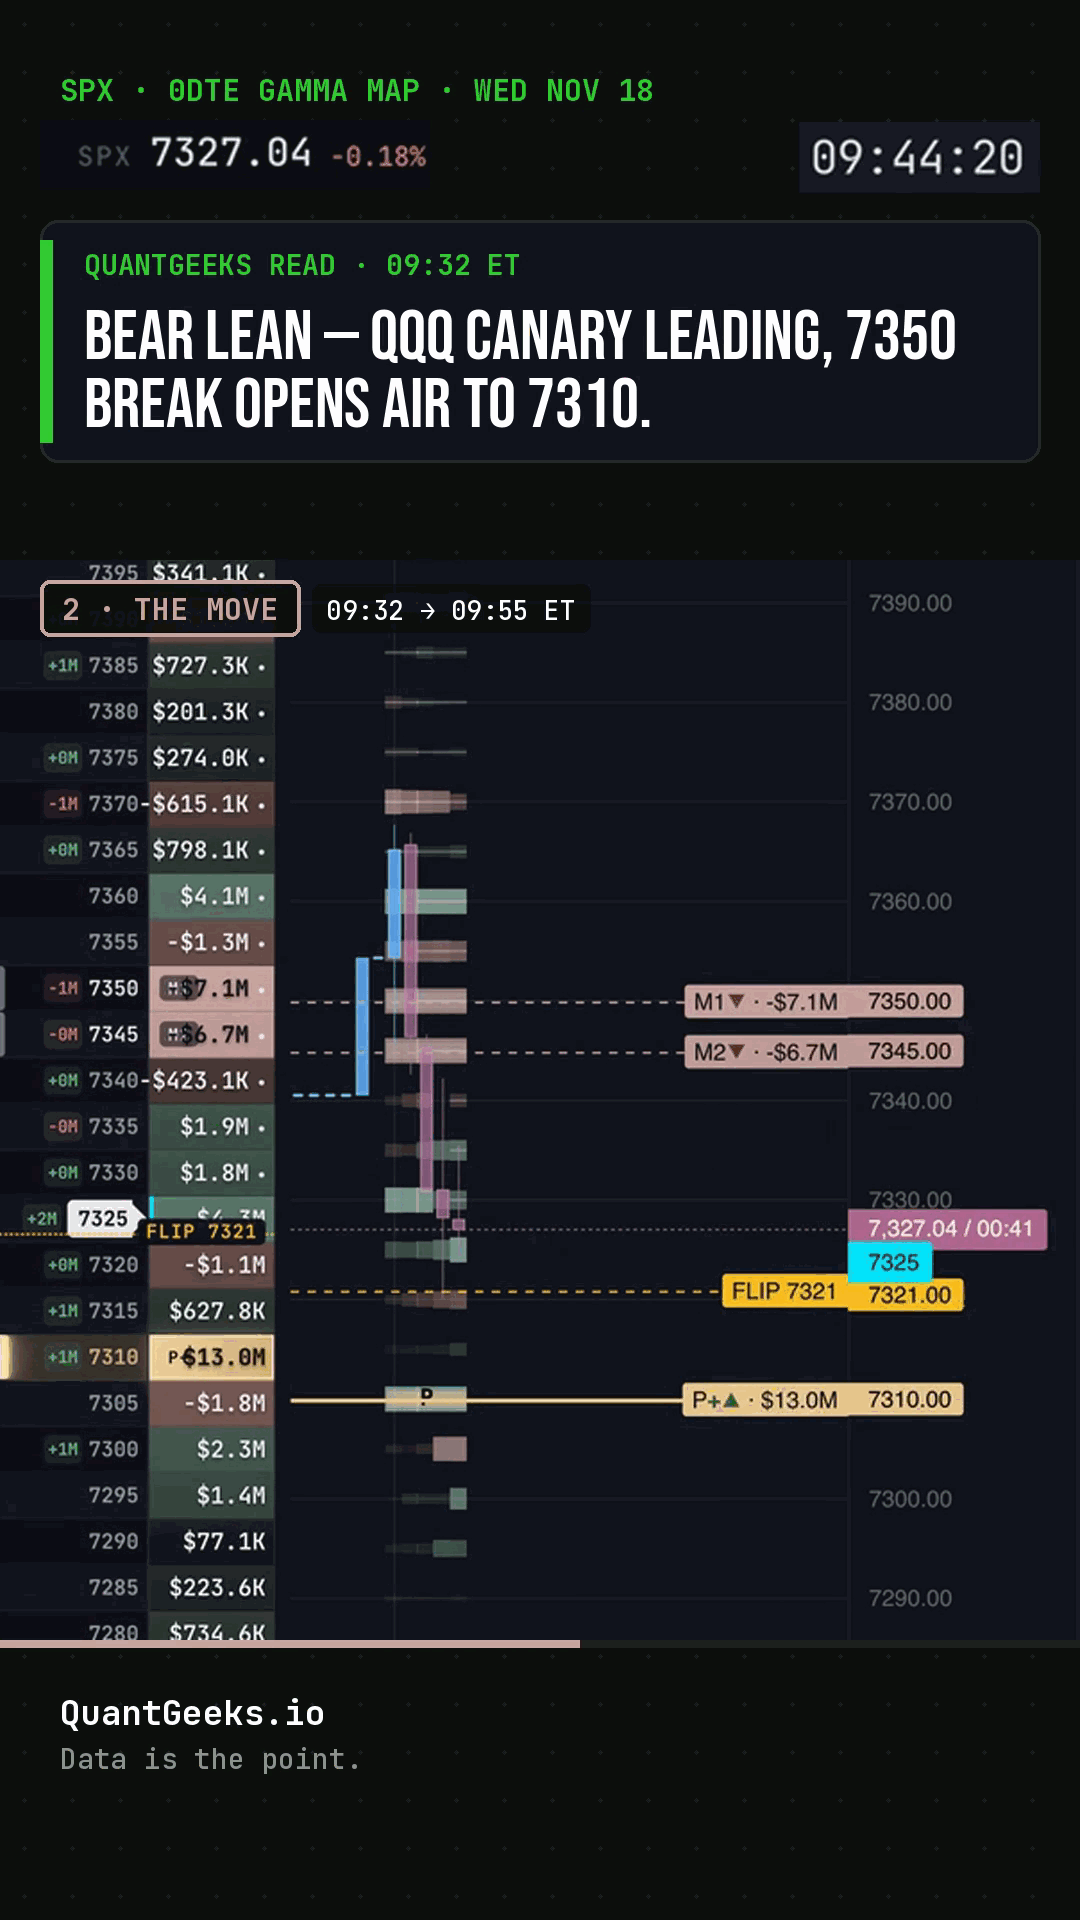 SPX · 0DTE GAMMA MAP · WED NOV 18
SPX 7327.04 -0.18%
09:44:20
QUANTGEEKS READ · 09:32 ET
BEAR LEAN — QQQ CANARY LEADING, 7350
BREAK OPENS AIR TO 7310.
7395 $341.1K •
2 · THE MOVE
09:32 → 09:55 ET
+1M 7385 $727.3K •
7380 $201.3K •
+0M 7375 $274.0K •
-1M 7370 -$615.1K •
+0M 7365 $798.1K •
7360 $4.1M •
7355 -$1.3M •
-1M 7350 $7.1M •
-0M 7345 $6.7M •
+0M 7340 -$423.1K •
-0M 7335 $1.9M •
+0M 7330 $1.8M •
+2M 7325
FLIP 7321
+0M 7320 -$1.1M
+1M 7315 $627.8K
+1M 7310 $13.0M
7305 -$1.8M
+1M 7300 $2.3M
7295 $1.4M
7290 $77.1K
7285 $223.6K
7280 $734.6K
P
7390.00
7380.00
7370.00
7360.00
M1▼ · -$7.1M 7350.00
M2▼ · -$6.7M 7345.00
7340.00
7330.00
7,327.04 / 00:41
7325
FLIP 7321 7321.00
P+▲ · $13.0M 7310.00
7300.00
7290.00
QuantGeeks.io
Data is the point.